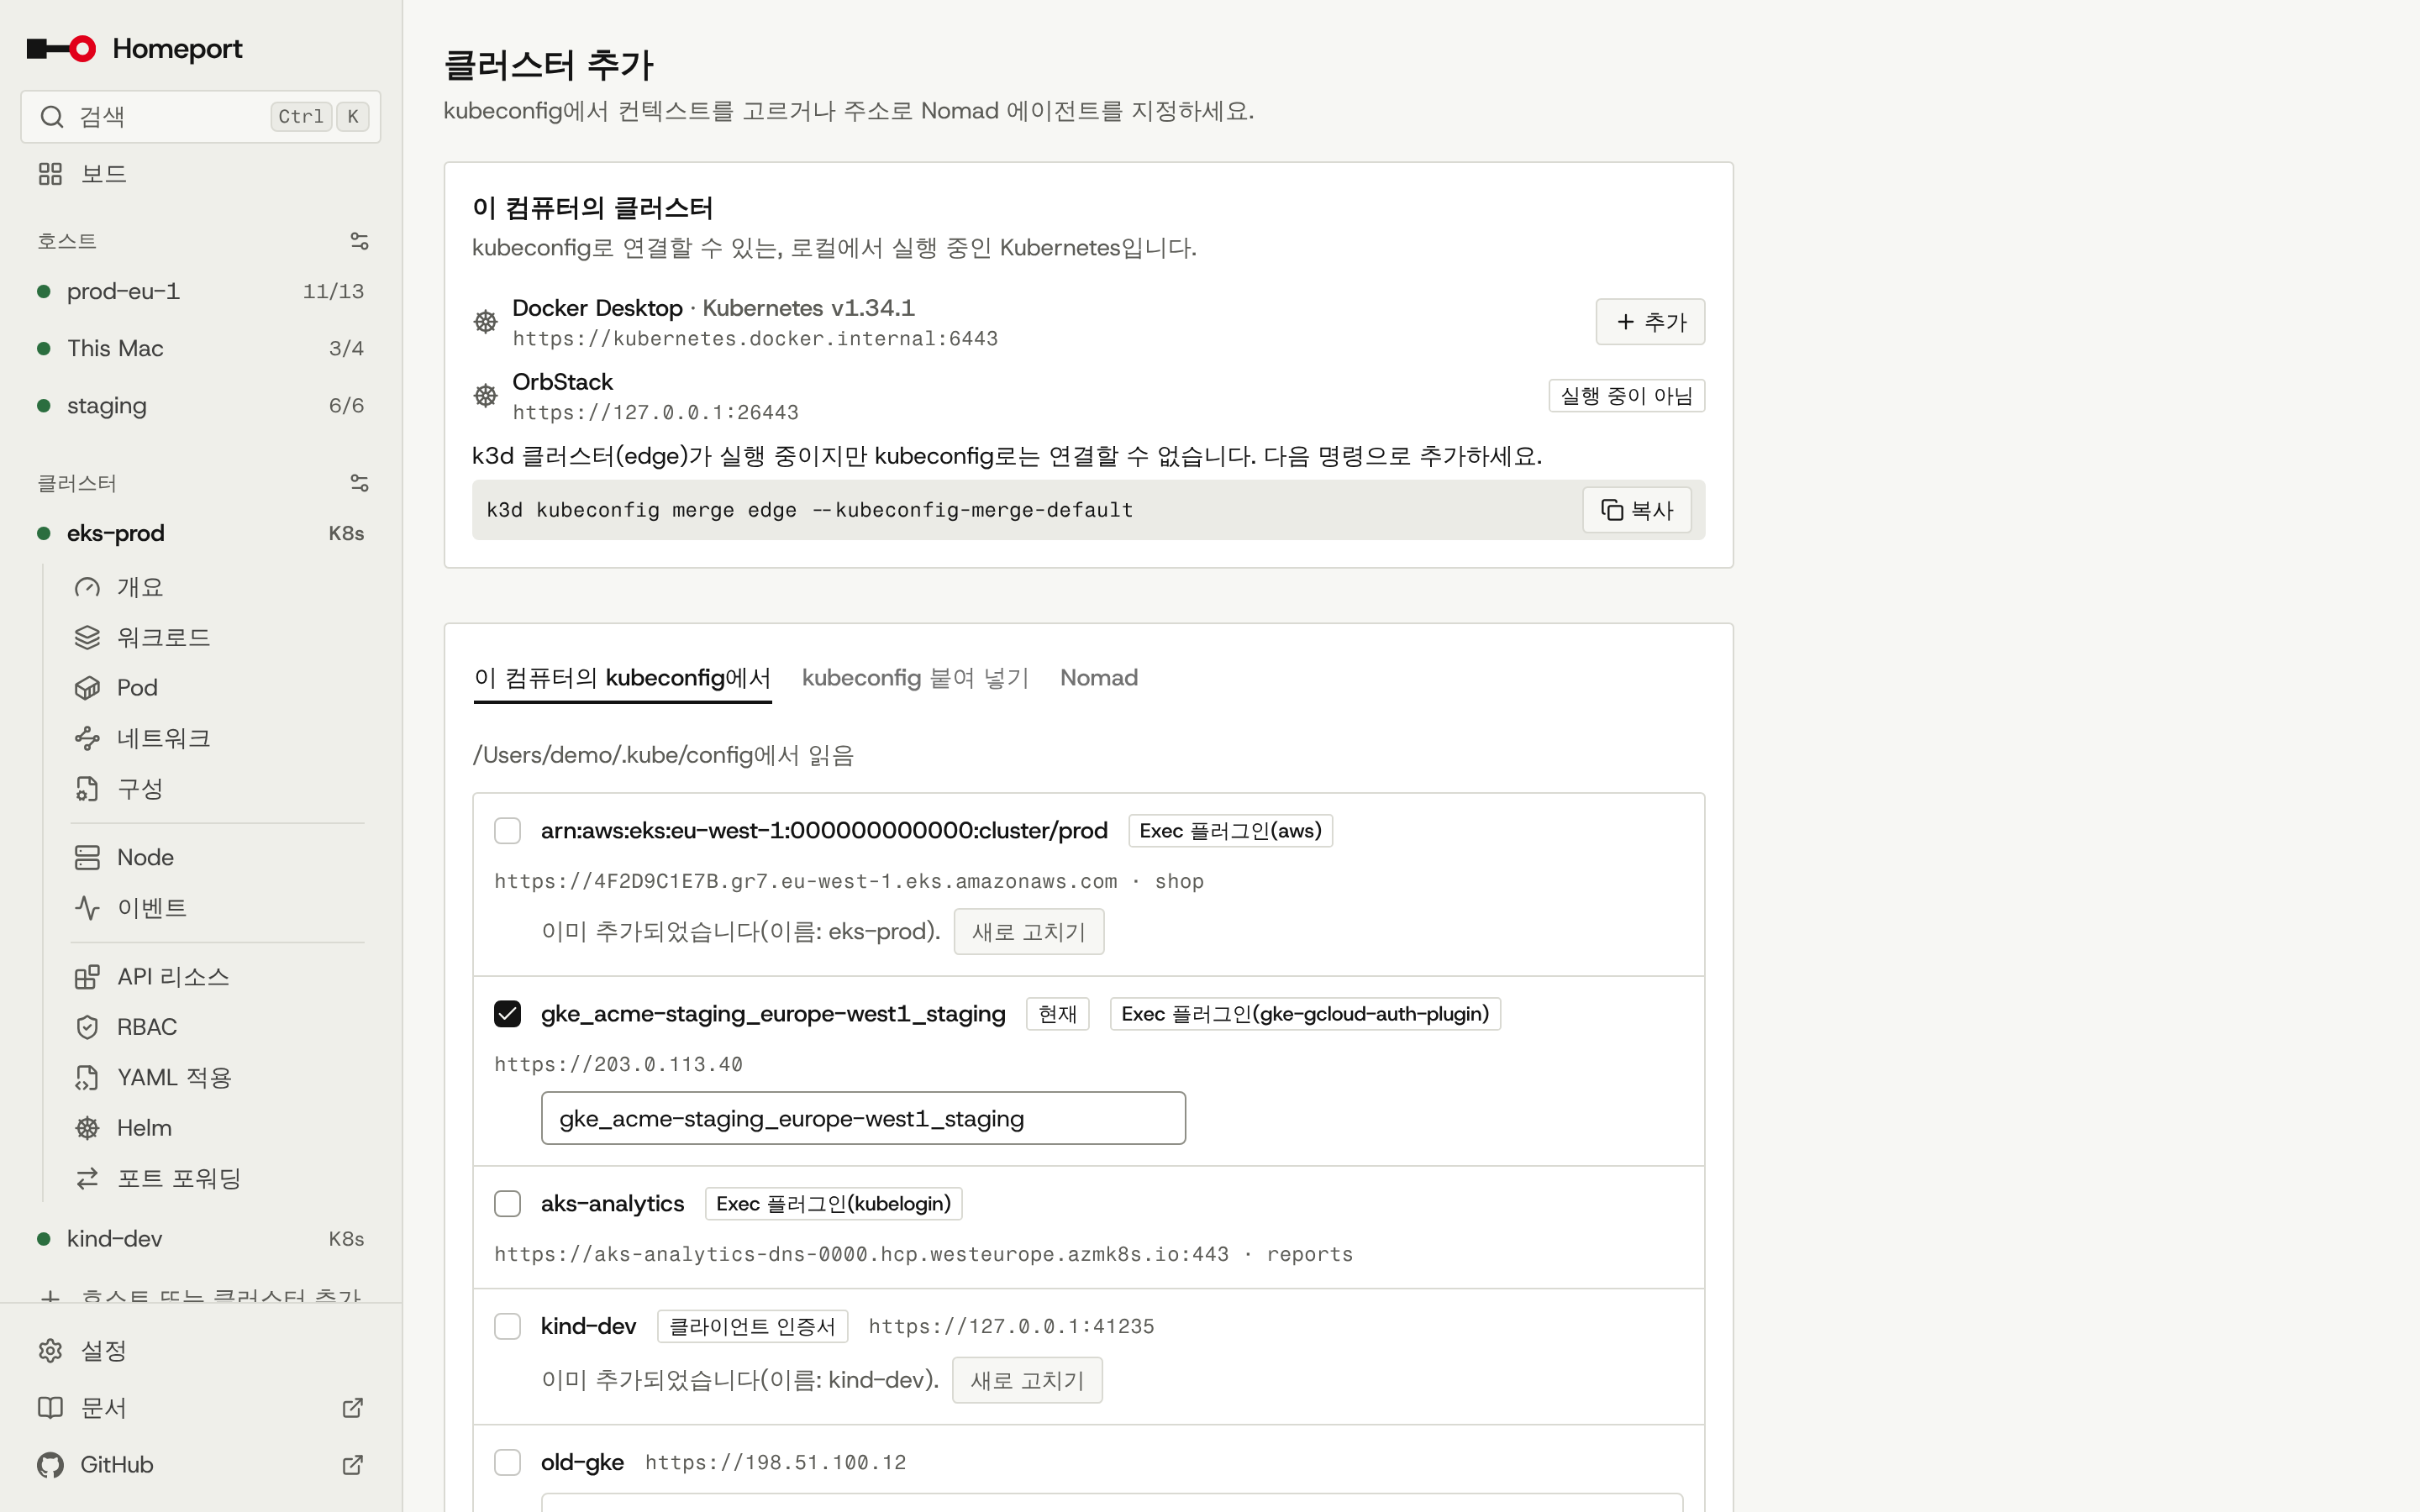 Homeport
검색
Ctrl K
보드
호스트
prod-eu-1 11/13
This Mac 3/4
staging 6/6
클러스터
eks-prod K8s
개요
워크로드
Pod
네트워크
구성
Node
이벤트
API 리소스
RBAC
YAML 적용
Helm
포트 포워딩
kind-dev K8s
호스트 또는 클러스터 추가
설정
문서
GitHub
클러스터 추가
kubeconfig에서 컨텍스트를 고르거나 주소로 Nomad 에이전트를 지정하세요.
이 컴퓨터의 클러스터
kubeconfig로 연결할 수 있는, 로컬에서 실행 중인 Kubernetes입니다.
Docker Desktop · Kubernetes v1.34.1
https://kubernetes.docker.internal:6443
추가
OrbStack
https://127.0.0.1:26443
실행 중이 아님
k3d 클러스터(edge)가 실행 중이지만 kubeconfig로는 연결할 수 없습니다. 다음 명령으로 추가하세요.
k3d kubeconfig merge edge --kubeconfig-merge-default
복사
이 컴퓨터의 kubeconfig에서 kubeconfig 붙여 넣기 Nomad
/Users/demo/.kube/config에서 읽음
arn:aws:eks:eu-west-1:000000000000:cluster/prod Exec 플러그인(aws)
https://4F2D9C1E7B.gr7.eu-west-1.eks.amazonaws.com · shop
이미 추가되었습니다(이름: eks-prod). 새로 고치기
gke_acme-staging_europe-west1_staging 현재 Exec 플러그인(gke-gcloud-auth-plugin)
https://203.0.113.40
gke_acme-staging_europe-west1_staging
aks-analytics Exec 플러그인(kubelogin)
https://aks-analytics-dns-0000.hcp.westeurope.azmk8s.io:443 · reports
kind-dev 클라이언트 인증서 https://127.0.0.1:41235
이미 추가되었습니다(이름: kind-dev). 새로 고치기
old-gke https://198.51.100.12